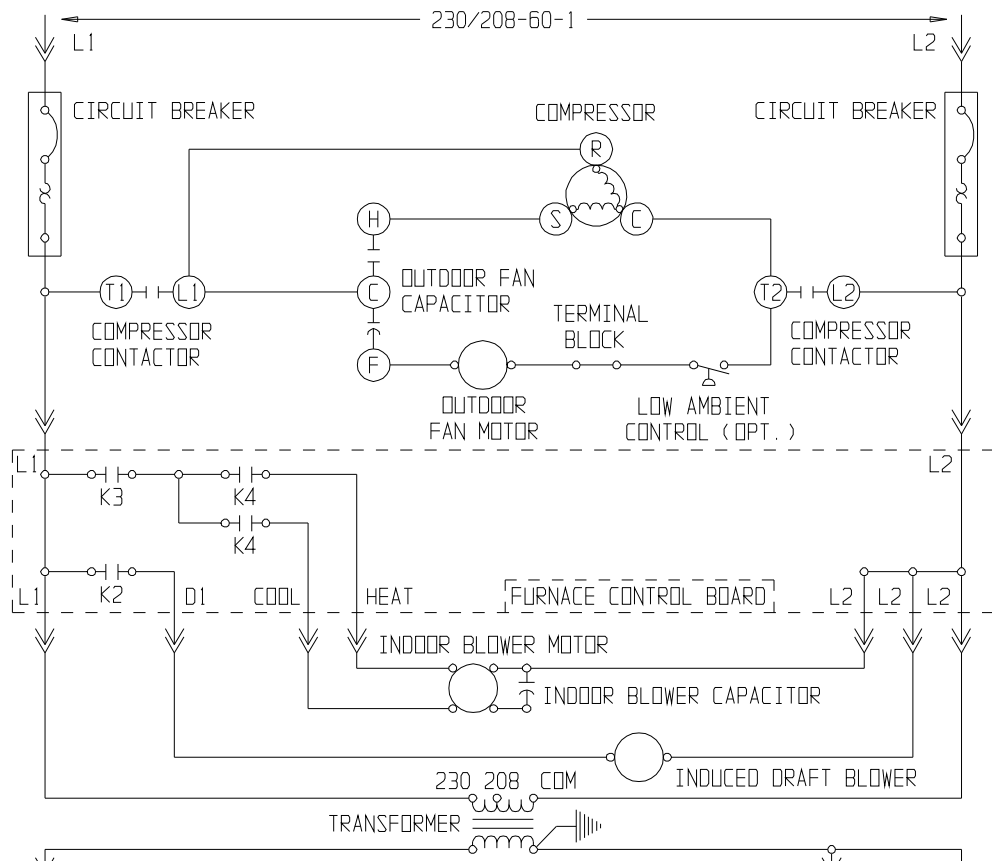 230/208-60-1
L1
L2
CIRCUIT BREAKER
COMPRESSOR
CIRCUIT BREAKER
R
H
S
C
T1
L1
C
OUTDOOR FAN
CAPACITOR
T2
L2
COMPRESSOR
CONTACTOR
TERMINAL
BLOCK
COMPRESSOR
CONTACTOR
F
OUTDOOR
FAN MOTOR
LOW AMBIENT
CONTROL (OPT.)
L1
L2
K3
K4
K4
L1
K2
D1
COOL
HEAT
FURNACE CONTROL BOARD
L2
L2
L2
INDOOR BLOWER MOTOR
INDOOR BLOWER CAPACITOR
INDUCED DRAFT BLOWER
230 208 COM
TRANSFORMER